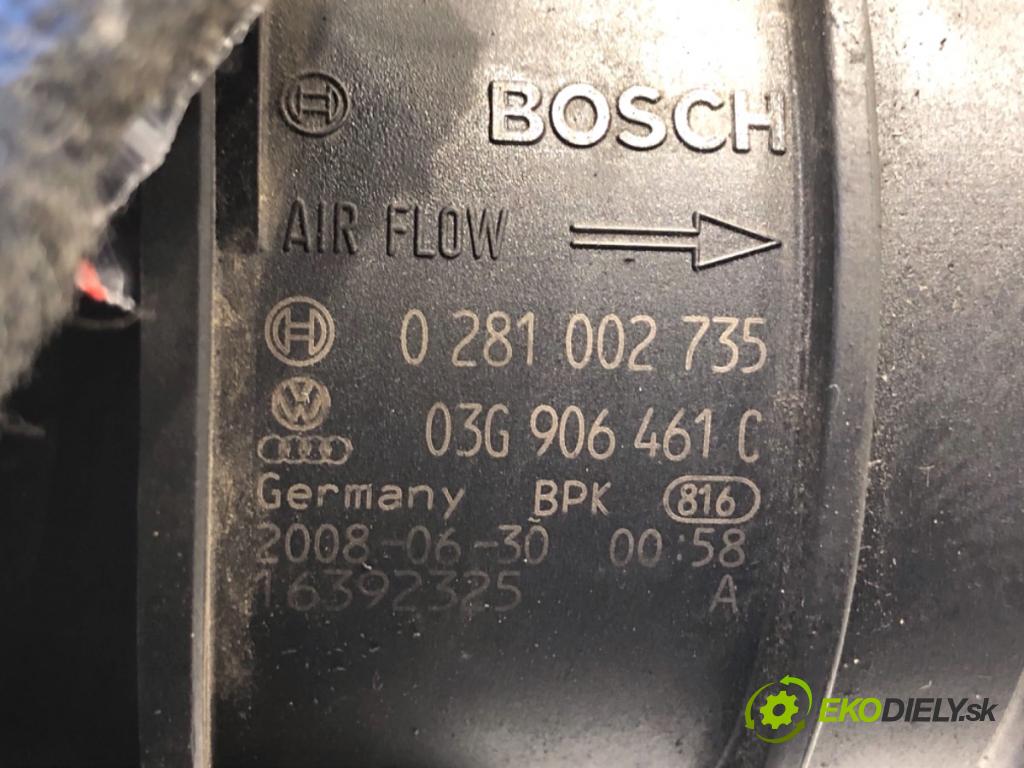 BOSCH
AIR FLOW
0 281 002 735
03G 906 461 C
Germany BPK 816
2008-06-30 00:58
16392325 A
EKODIELY.sk